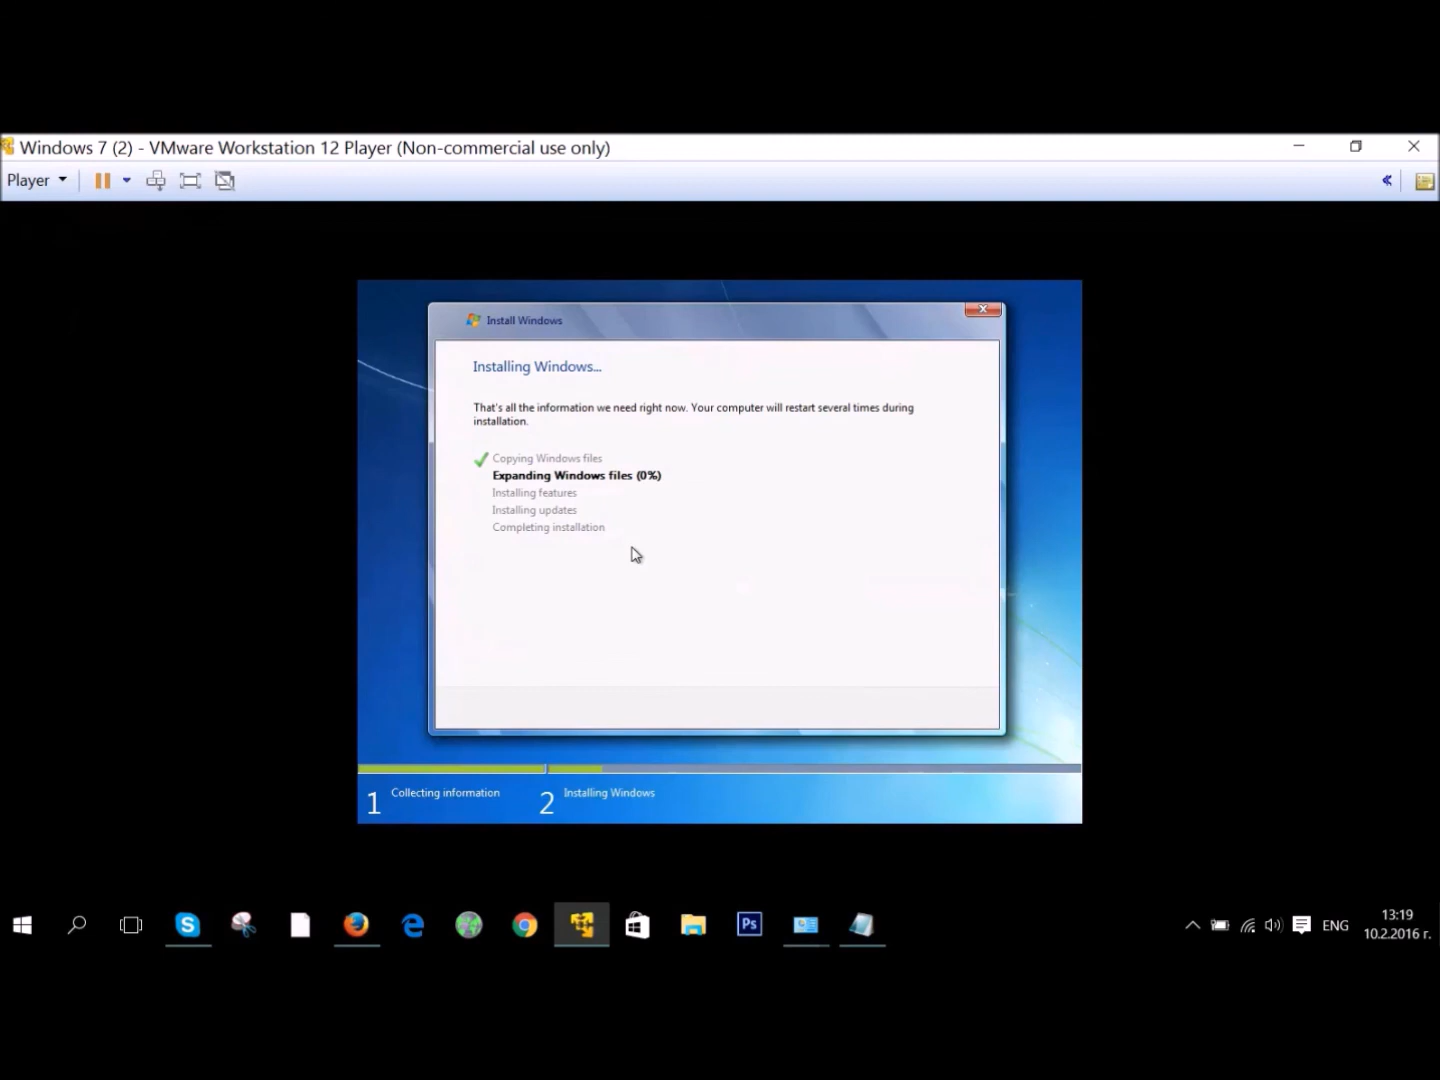 Windows 7 (2) - VMware Workstation 12 Player (Non-commercial use only)
Player
Install Windows
Installing Windows...
That's all the information we need right now. Your computer will restart several times during
installation.
Copying Windows files
Expanding Windows files (0%)
Installing features
Installing updates
Completing installation
1 Collecting information
2 Installing Windows
Ps
ENG
13:19
10.2.2016 г.